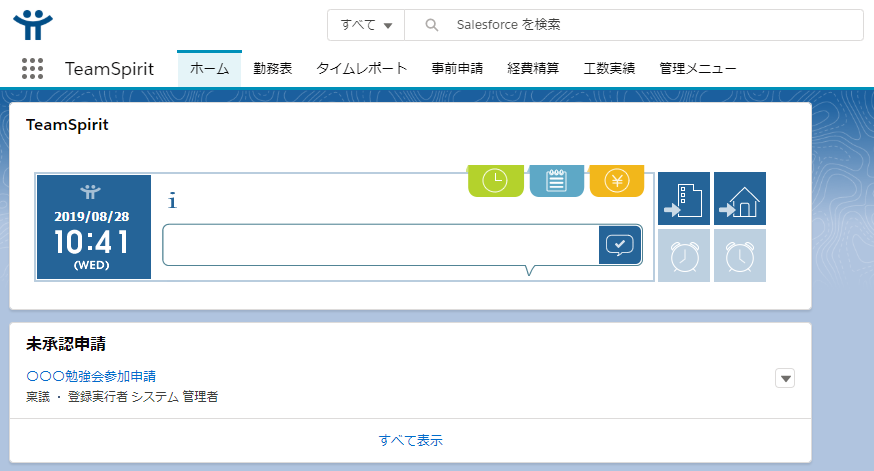 すべて
Salesforce を検索
TeamSpirit
ホーム
勤務表
タイムレポート
事前申請
経費精算
工数実績
管理メニュー
TeamSpirit
2019/08/28
10:41
(WED)
i
¥
未承認申請
〇〇〇勉強会参加申請
稟議 ・ 登録実行者 システム 管理者
すべて表示